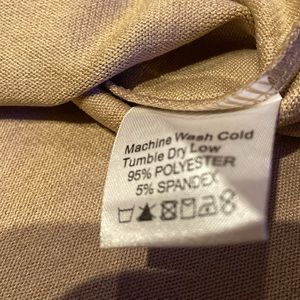 Machine Wash Cold
Tumble Dry Low
95% POLYESTER
5% SPANDEX